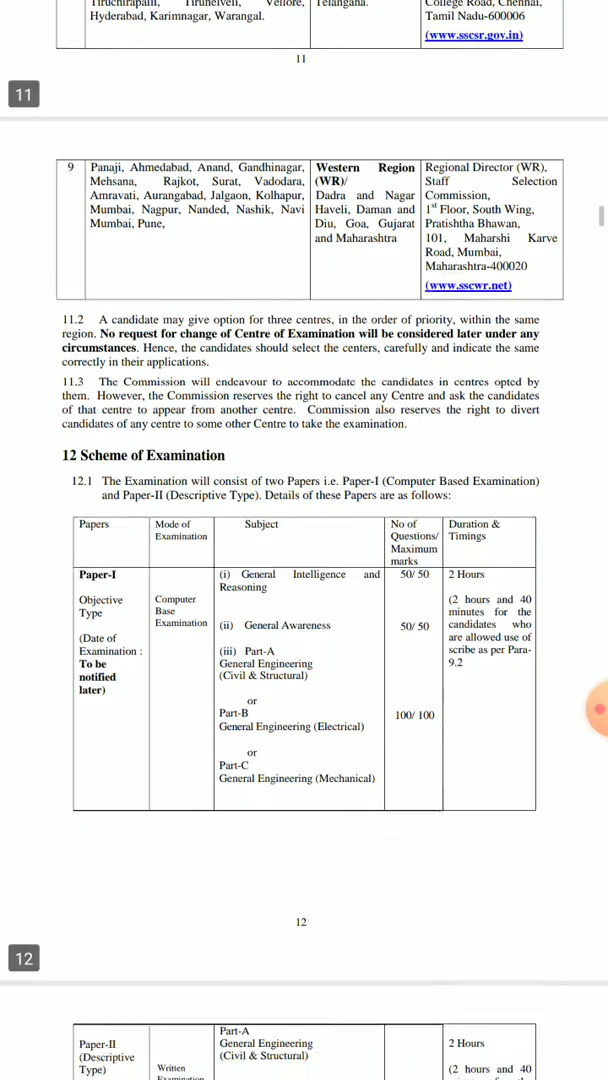 Tiruchirapalli, Tirunelveli, Vellore,
Hyderabad, Karimnagar, Warangal.
Telangana.
College Road, Chennai,
Tamil Nadu-600006
(www.sscsr.gov.in)
11
11
9
Panaji, Ahmedabad, Anand, Gandhinagar,
Mehsana, Rajkot, Surat, Vadodara,
Amravati, Aurangabad, Jalgaon, Kolhapur,
Mumbai, Nagpur, Nanded, Nashik, Navi
Mumbai, Pune,
Western Region
(WR)/
Dadra and Nagar
Haveli, Daman and
Diu, Goa, Gujarat
and Maharashtra
Regional Director (WR),
Staff Selection
Commission,
1st Floor, South Wing,
Pratishtha Bhawan,
101, Maharshi Karve
Road, Mumbai,
Maharashtra-400020
(www.sscwr.net)
11.2 A candidate may give option for three centres, in the order of priority, within the same
region. No request for change of Centre of Examination will be considered later under any
circumstances. Hence, the candidates should select the centers, carefully and indicate the same
correctly in their applications.
11.3 The Commission will endeavour to accommodate the candidates in centres opted by
them. However, the Commission reserves the right to cancel any Centre and ask the candidates
of that centre to appear from another centre. Commission also reserves the right to divert
candidates of any centre to some other Centre to take the examination.
12 Scheme of Examination
12.1 The Examination will consist of two Papers i.e. Paper-I (Computer Based Examination)
and Paper-II (Descriptive Type). Details of these Papers are as follows:
Papers
Mode of
Examination
Subject
No of
Questions/
Maximum
marks
Duration &
Timings
Paper-I
Objective
Type
(Date of
Examination :
To be
notified
later)
Computer
Base
Examination
(i) General Intelligence and
Reasoning
(ii) General Awareness
(iii) Part-A
General Engineering
(Civil & Structural)
or
Part-B
General Engineering (Electrical)
or
Part-C
General Engineering (Mechanical)
50/ 50
50/ 50
100/ 100
2 Hours
(2 hours and 40
minutes for the
candidates who
are allowed use of
scribe as per Para-
9.2
12
12
Paper-II
(Descriptive
Type)
Written
Examination
Part-A
General Engineering
(Civil & Structural)
2 Hours
(2 hours and 40